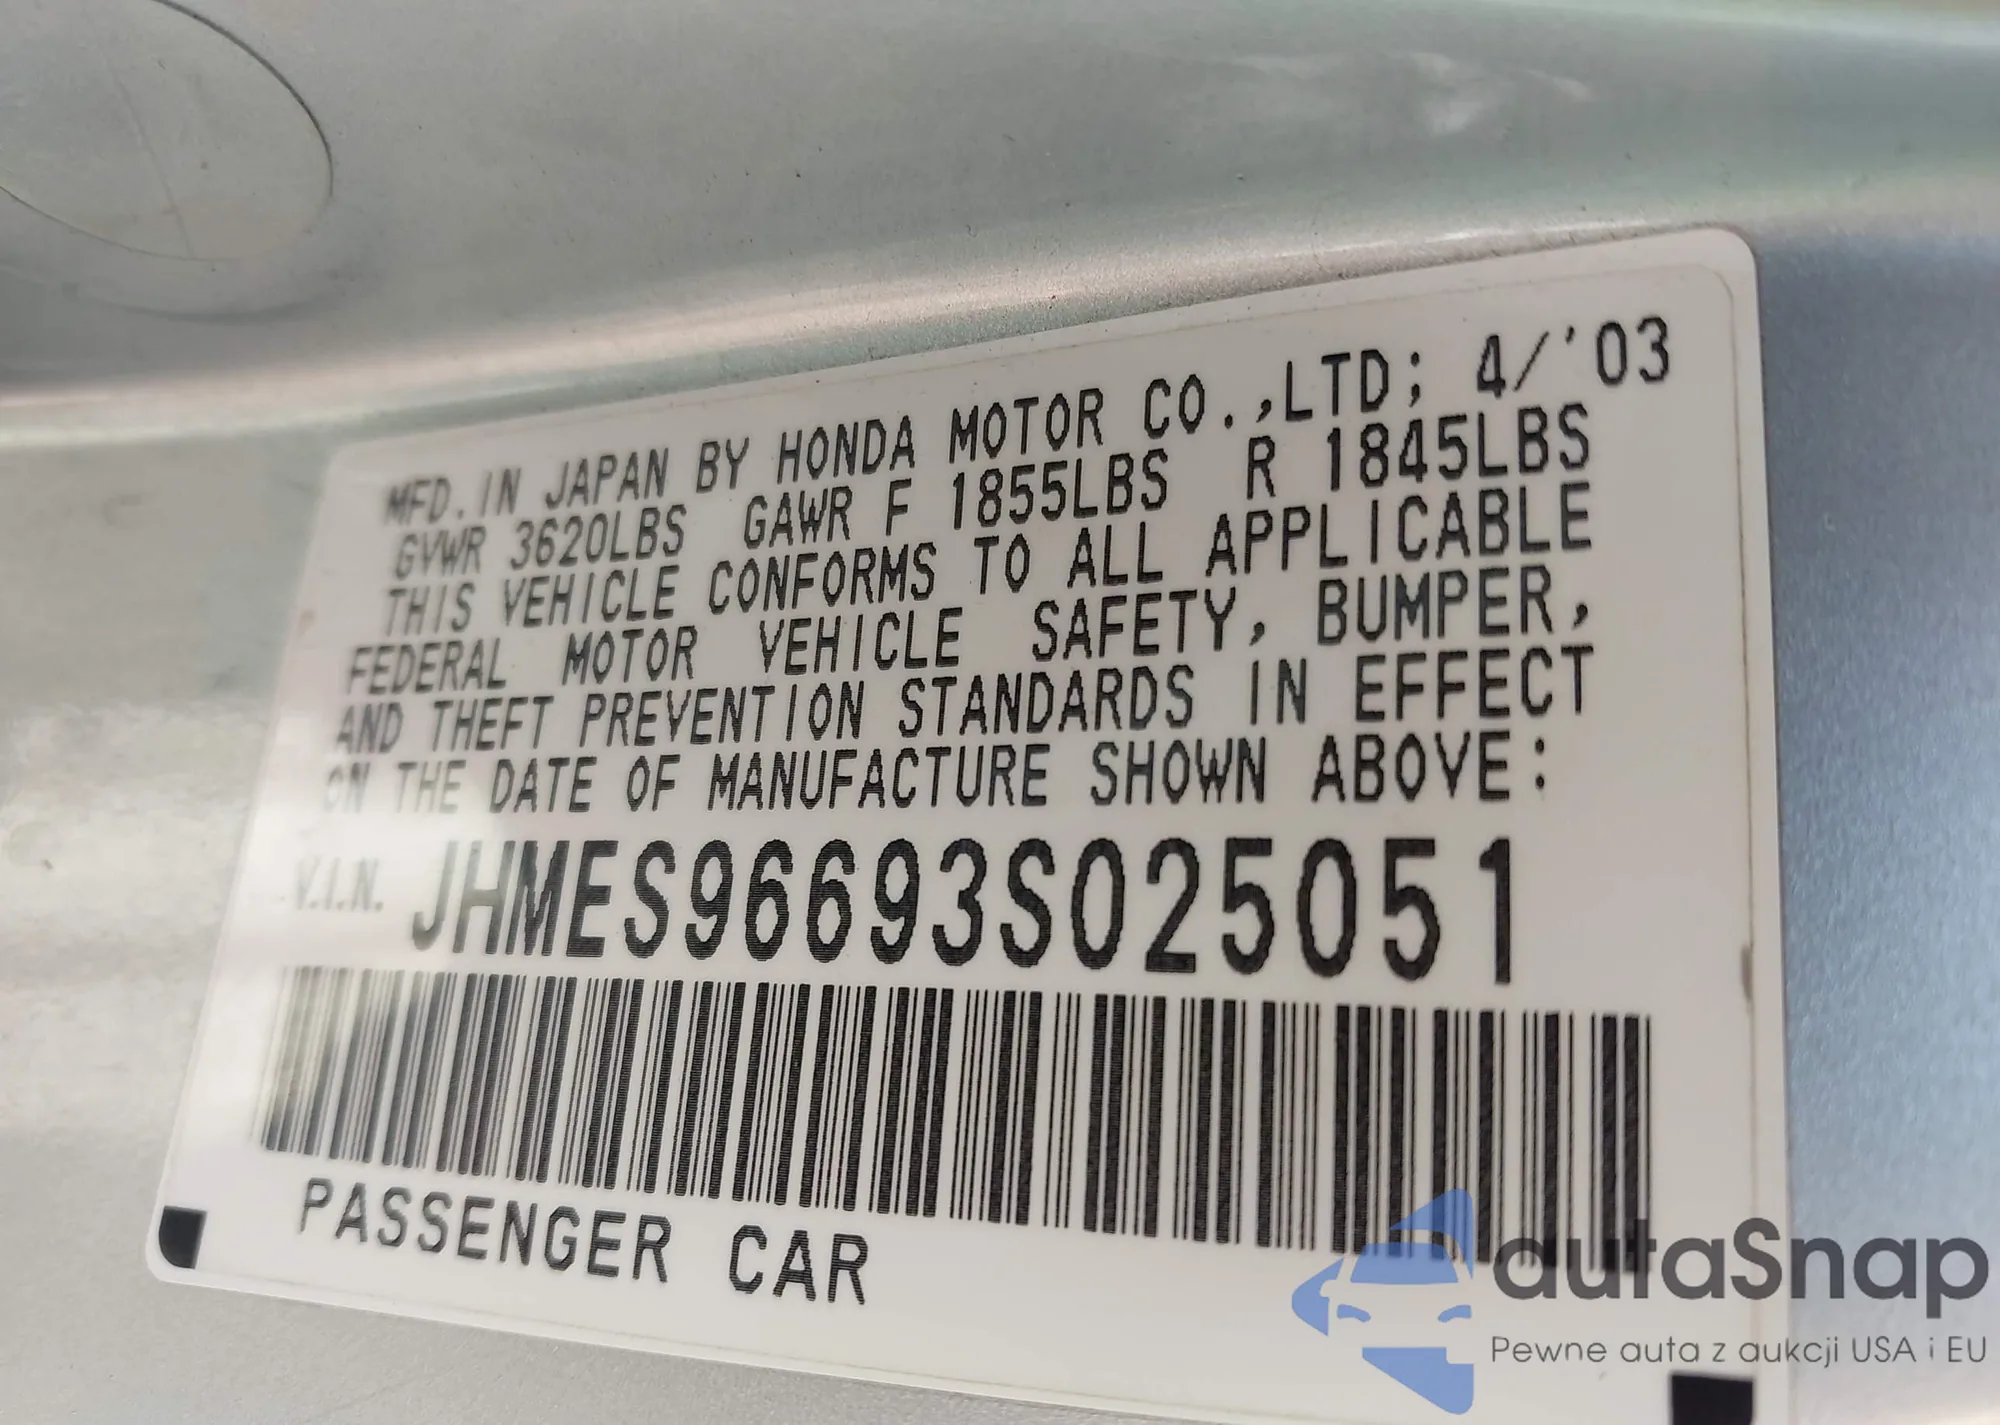 MFD. IN JAPAN BY HONDA MOTOR CO.,LTD; 4/'03
GVWR 3620LBS GAWR F 1855LBS R 1845LBS
THIS VEHICLE CONFORMS TO ALL APPLICABLE
FEDERAL MOTOR VEHICLE SAFETY, BUMPER,
AND THEFT PREVENTION STANDARDS IN EFFECT
ON THE DATE OF MANUFACTURE SHOWN ABOVE:
V.I.N. JHMES96693S025051
PASSENGER CAR
autaSnap
Pewne auta z aukcji USA i EU